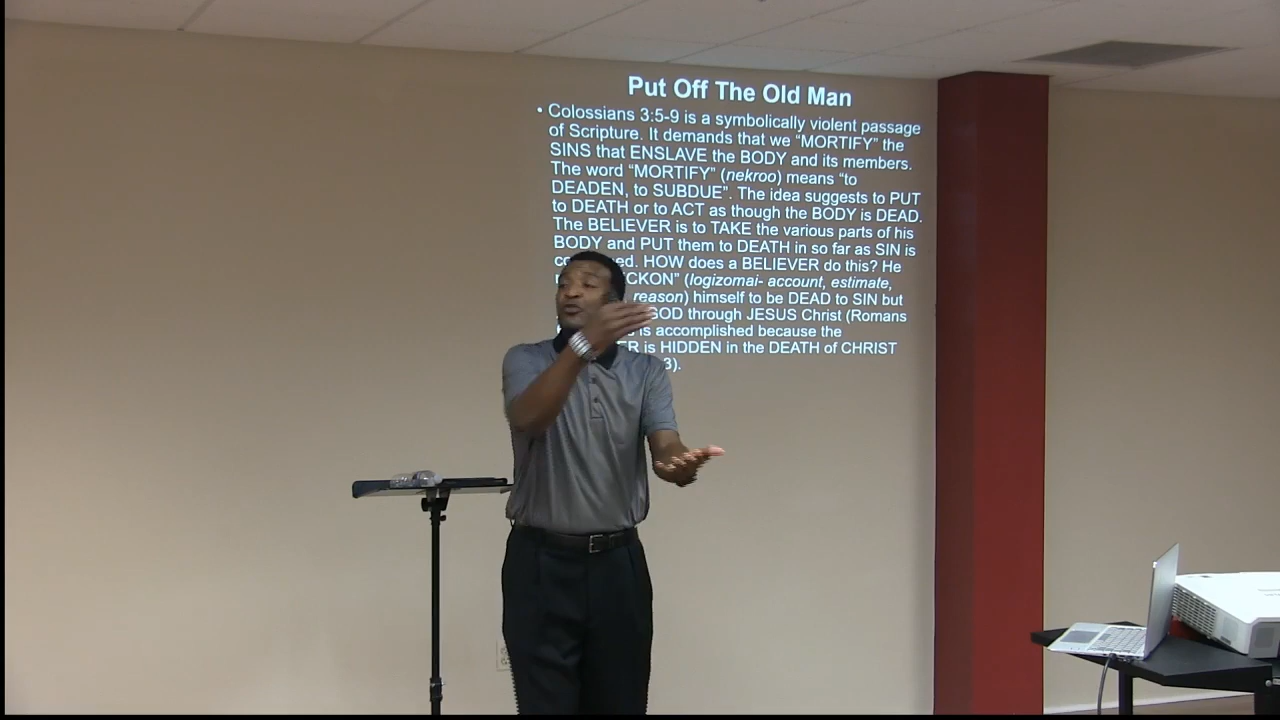 Put Off The Old Man
• Colossians 3:5-9 is a symbolically violent passage
of Scripture. It demands that we “MORTIFY” the
SINS that ENSLAVE the BODY and its members.
The word “MORTIFY” (nekroo) means “to
DEADEN, to SUBDUE”. The idea suggests to PUT
to DEATH or to ACT as though the BODY is DEAD.
The BELIEVER is to TAKE the various parts of his
BODY and PUT them to DEATH in so far as SIN is
HOW does a BELIEVER do this? He
(logizomai- account, estimate,
reason) himself to be DEAD to SIN but
through JESUS Christ (Romans
is accomplished because the
is HIDDEN in the DEATH of CHRIST
3).